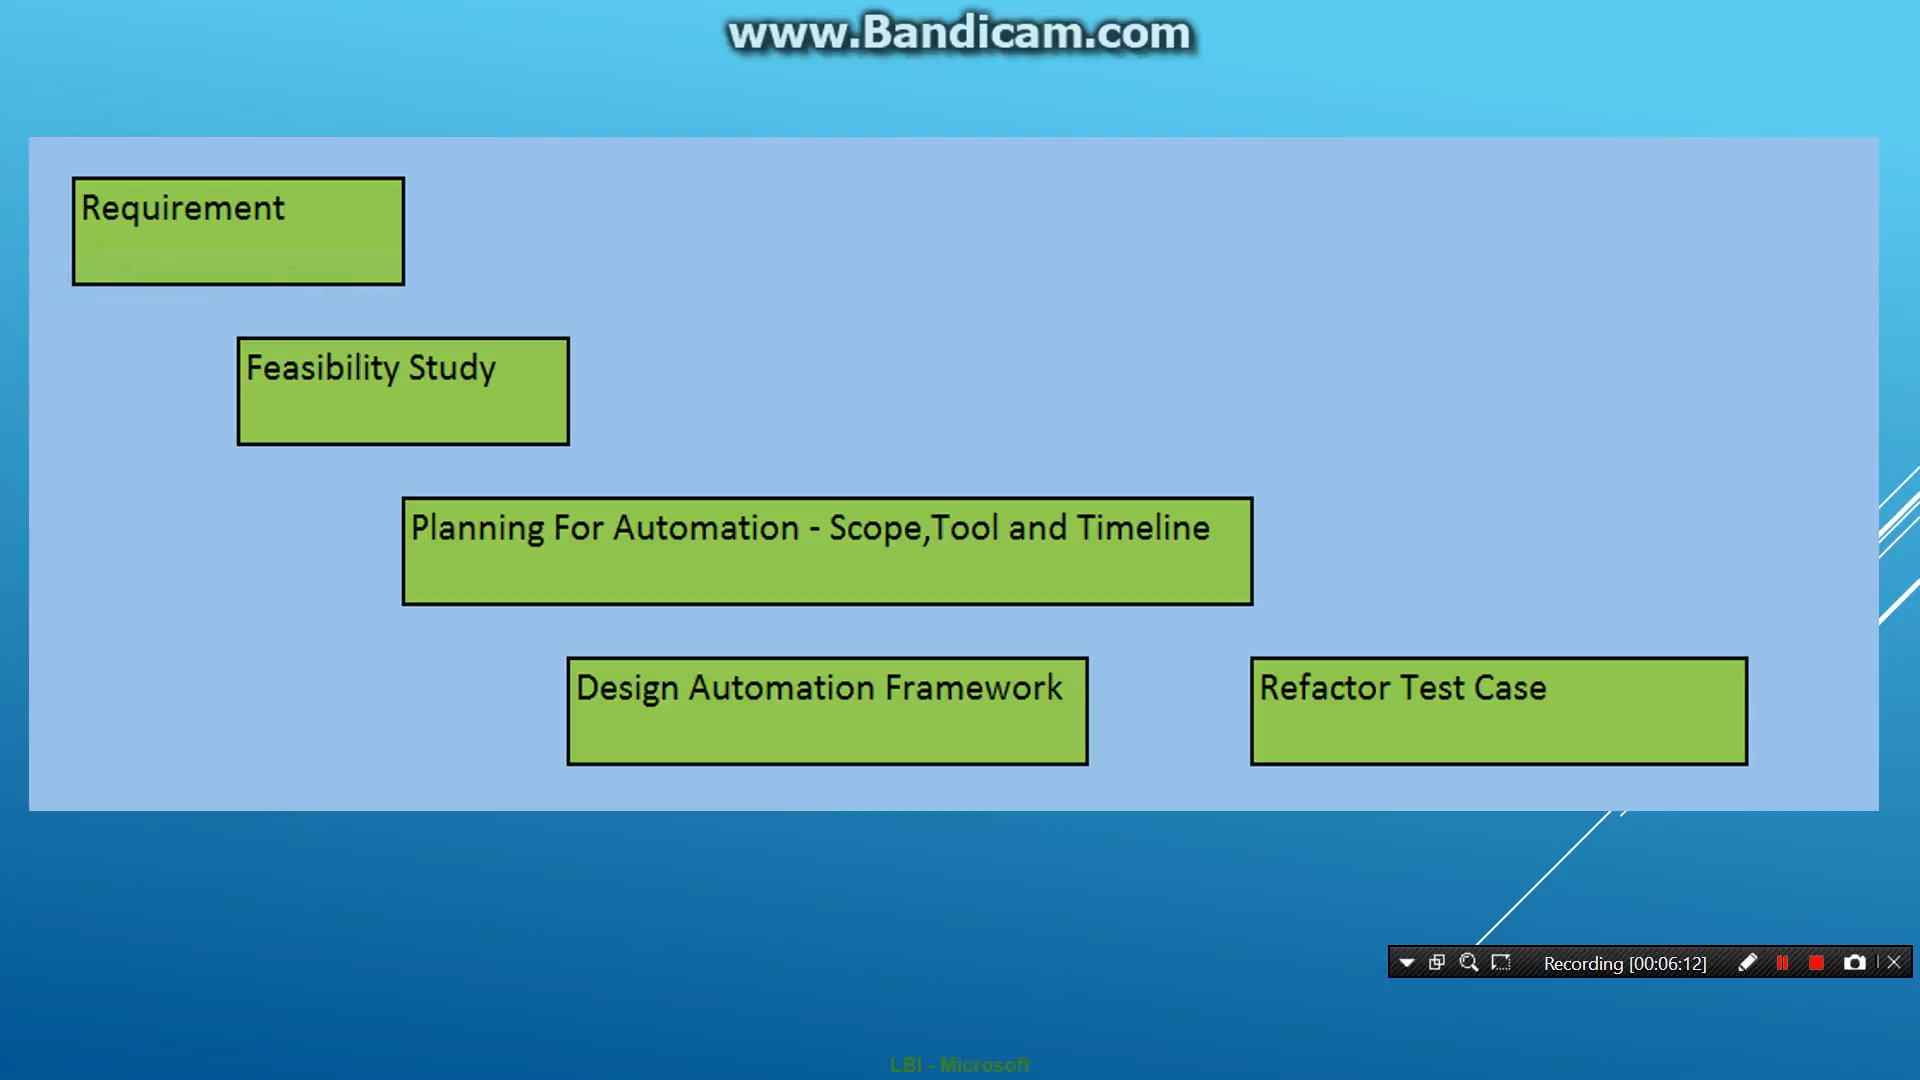 www.Bandicam.com
Requirement
Feasibility Study
Planning For Automation - Scope,Tool and Timeline
Design Automation Framework
Refactor Test Case
Recording [00:06:12]
LBI - Microsoft